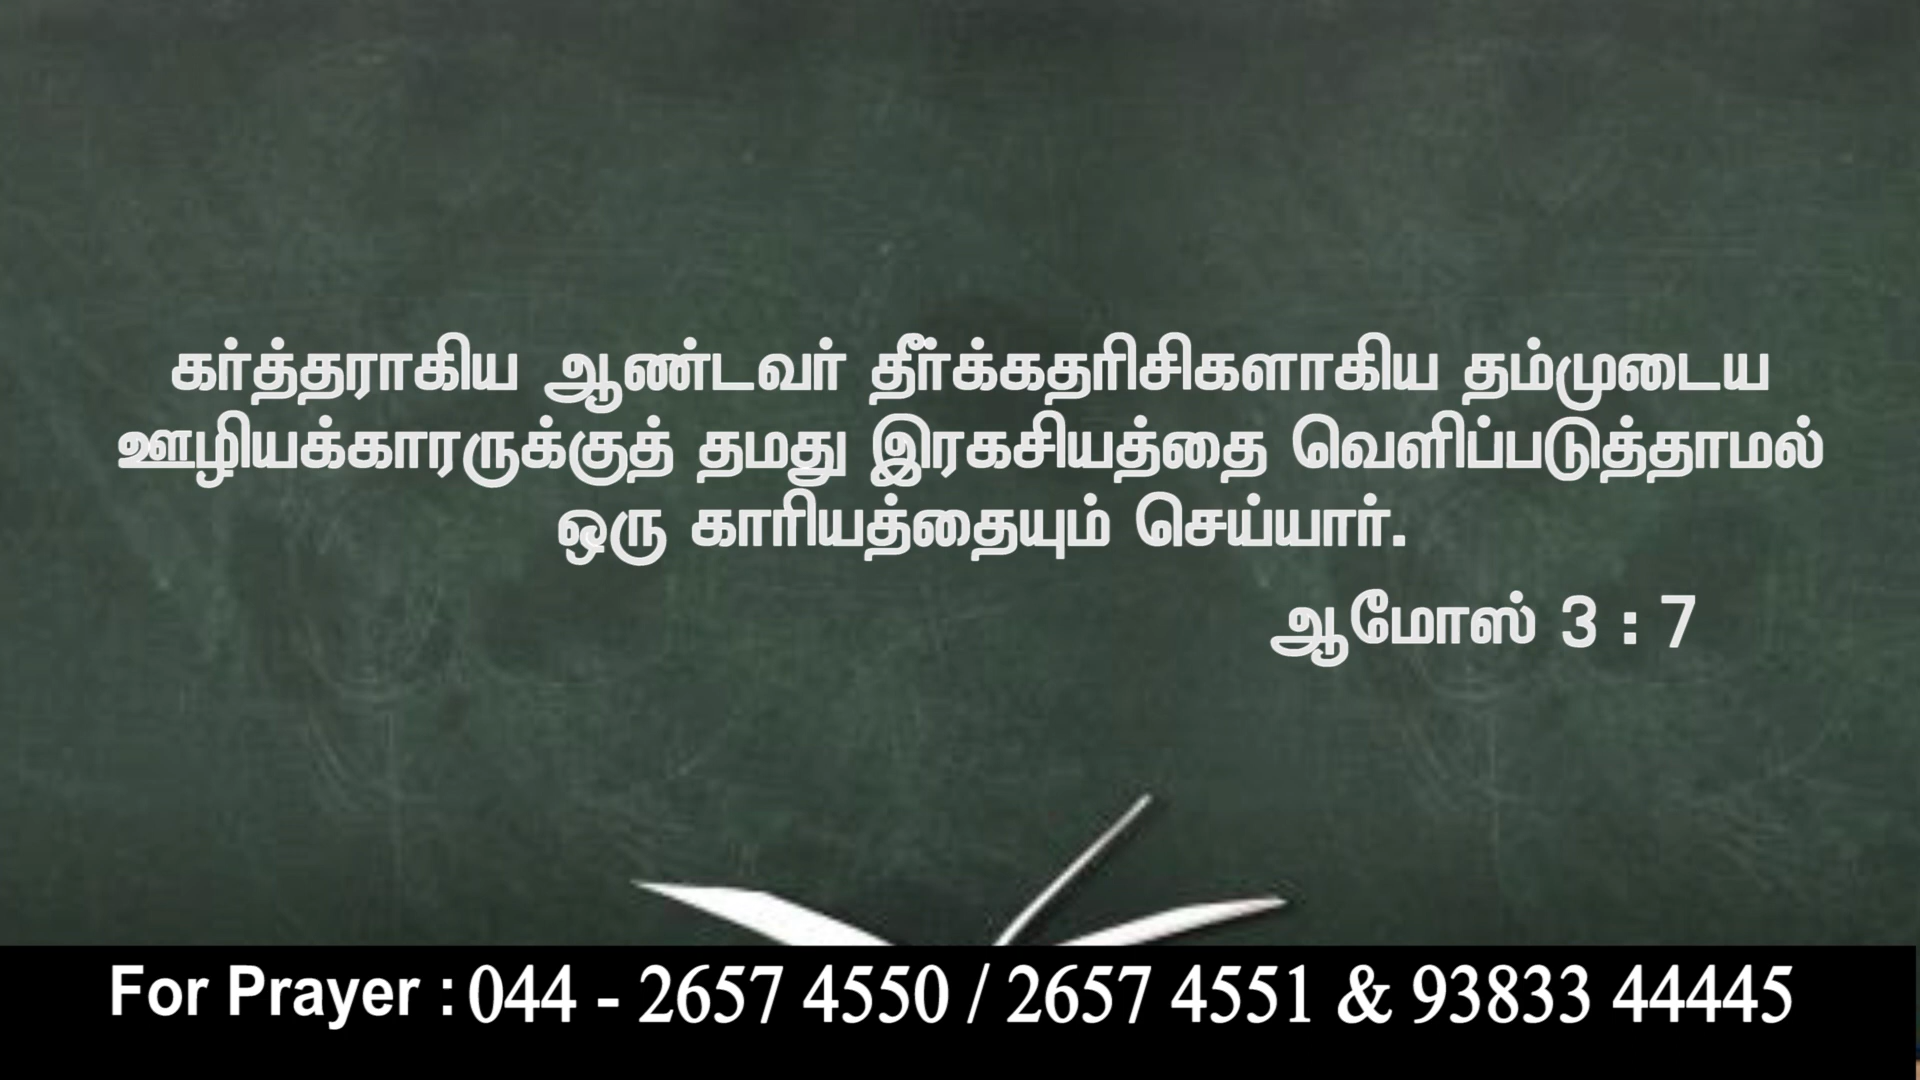 கர்த்தராகிய ஆண்டவர் தீர்க்கதரிசிகளாகிய தம்முடைய
ஊழியக்காரருக்குத் தமது இரகசியத்தை வெளிப்படுத்தாமல்
ஒரு காரியத்தையும் செய்யார்.
ஆமோஸ் 3 : 7
For Prayer : 044 - 2657 4550 / 2657 4551 & 93833 44445